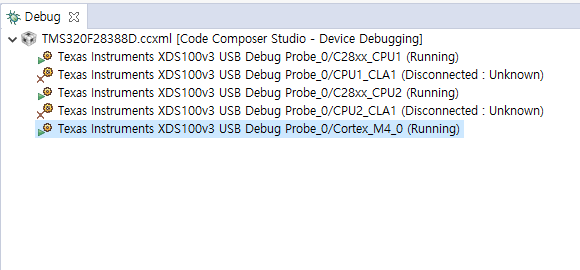 Debug
TMS320F28388D.ccxml [Code Composer Studio - Device Debugging]
Texas Instruments XDS100v3 USB Debug Probe_0/C28xx_CPU1 (Running)
Texas Instruments XDS100v3 USB Debug Probe_0/CPU1_CLA1 (Disconnected : Unknown)
Texas Instruments XDS100v3 USB Debug Probe_0/C28xx_CPU2 (Running)
Texas Instruments XDS100v3 USB Debug Probe_0/CPU2_CLA1 (Disconnected : Unknown)
Texas Instruments XDS100v3 USB Debug Probe_0/Cortex_M4_0 (Running)